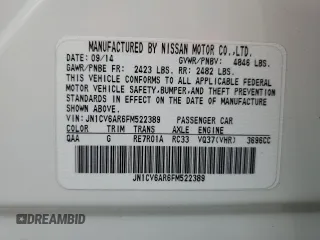 MANUFACTURED BY NISSAN MOTOR CO.,LTD.
DATE: 09/14 GVWR/PNBV: 4846 LBS.
GAWR/PNBE FR: 2423 LBS. RR: 2482 LBS.
THIS VEHICLE CONFORMS TO ALL APPLICABLE FEDERAL
MOTOR VEHICLE SAFETY,BUMPER,AND THEFT PREVENTION
STANDARDS IN EFFECT ON THE DATE OF MANUFACTURE
SHOWN ABOVE.
VIN: JN1CV6AR6FM522389 PASSENGER CAR
COLOR TRIM TRANS AXLE ENGINE
QAA G RE7R01A RC33 VQ37(VHR) 3696CC
JN1CV6AR6FM522389
DREAMBID
DREAMBID.COM